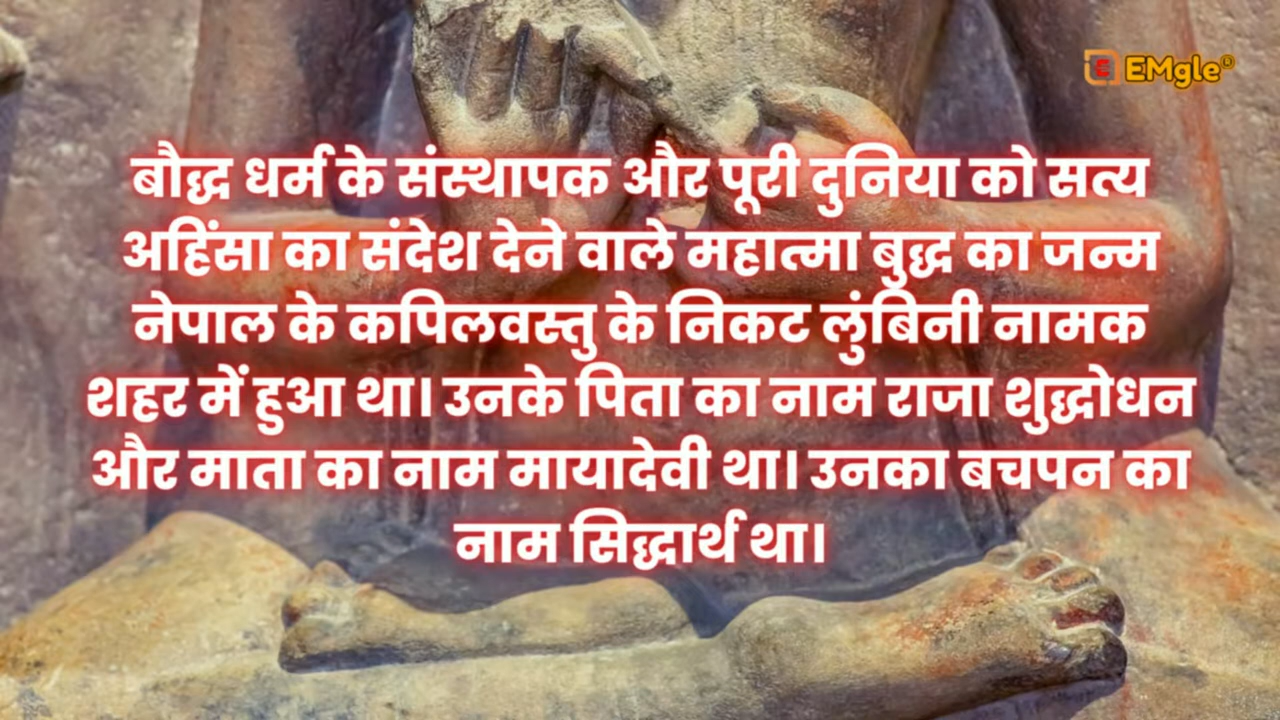 EMgle®
बौद्ध धर्म के संस्थापक और पूरी दुनिया को सत्य
अहिंसा का संदेश देने वाले महात्मा बुद्ध का जन्म
नेपाल के कपिलवस्तु के निकट लुंबिनी नामक
शहर में हुआ था। उनके पिता का नाम राजा शुद्धोधन
और माता का नाम मायादेवी था। उनका बचपन का
नाम सिद्धार्थ था।